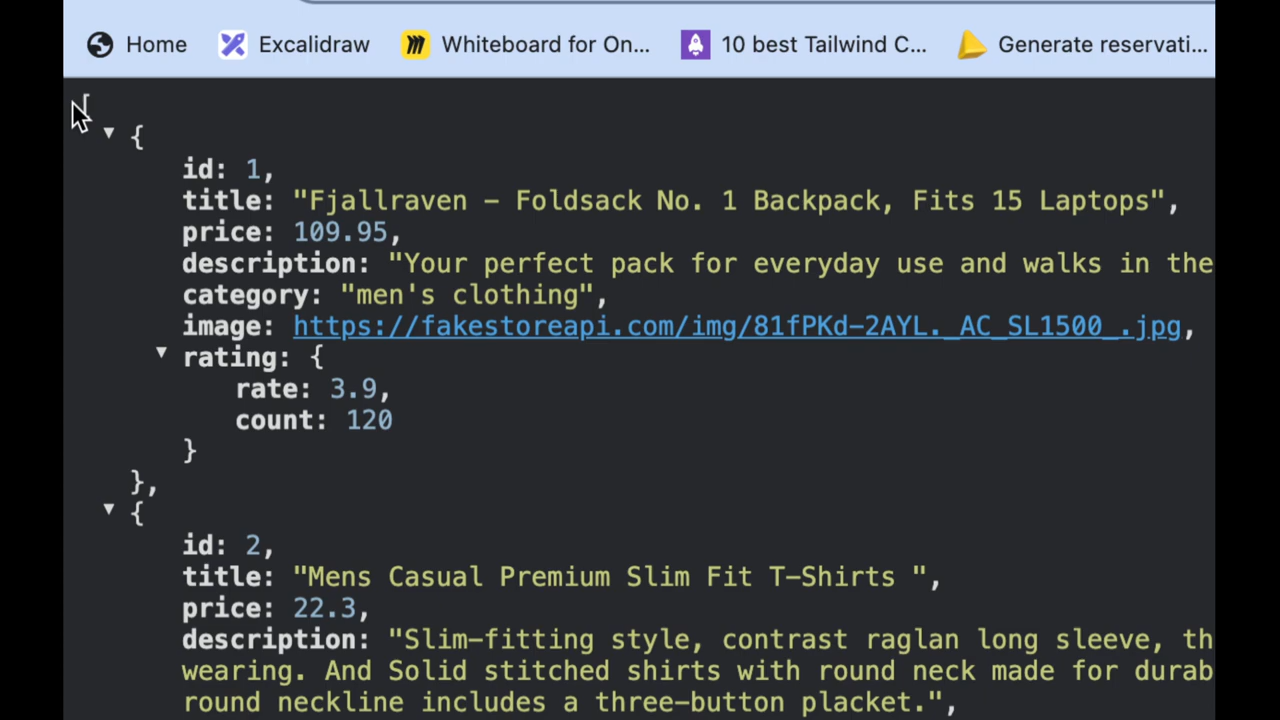 Home Excalidraw Whiteboard for On... 10 best Tailwind C... Generate reservati...
[
{
id: 1,
title: "Fjallraven - Foldsack No. 1 Backpack, Fits 15 Laptops",
price: 109.95,
description: "Your perfect pack for everyday use and walks in the
category: "men's clothing",
image: https://fakestoreapi.com/img/81fPKd-2AYL._AC_SL1500_.jpg,
rating: {
rate: 3.9,
count: 120
}
},
{
id: 2,
title: "Mens Casual Premium Slim Fit T-Shirts ",
price: 22.3,
description: "Slim-fitting style, contrast raglan long sleeve, th
wearing. And Solid stitched shirts with round neck made for durab
round neckline includes a three-button placket.",